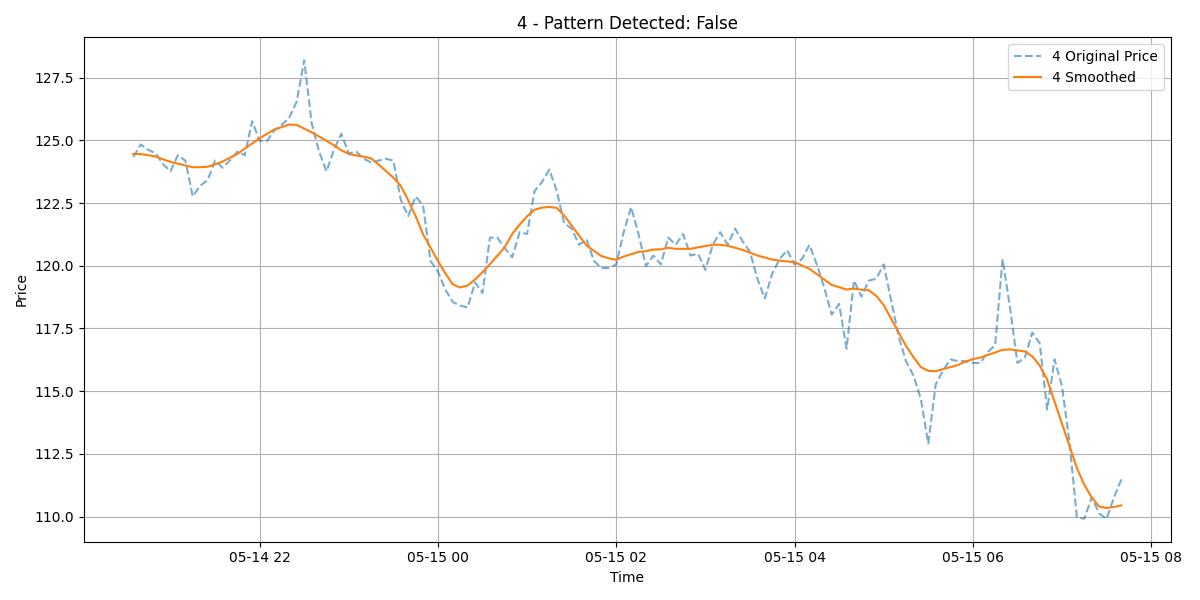 4 - Pattern Detected: False
4 Original Price
4 Smoothed
Price
127.5
125.0
122.5
120.0
117.5
115.0
112.5
110.0
05-14 22
05-15 00
05-15 02
05-15 04
05-15 06
05-15 08
Time